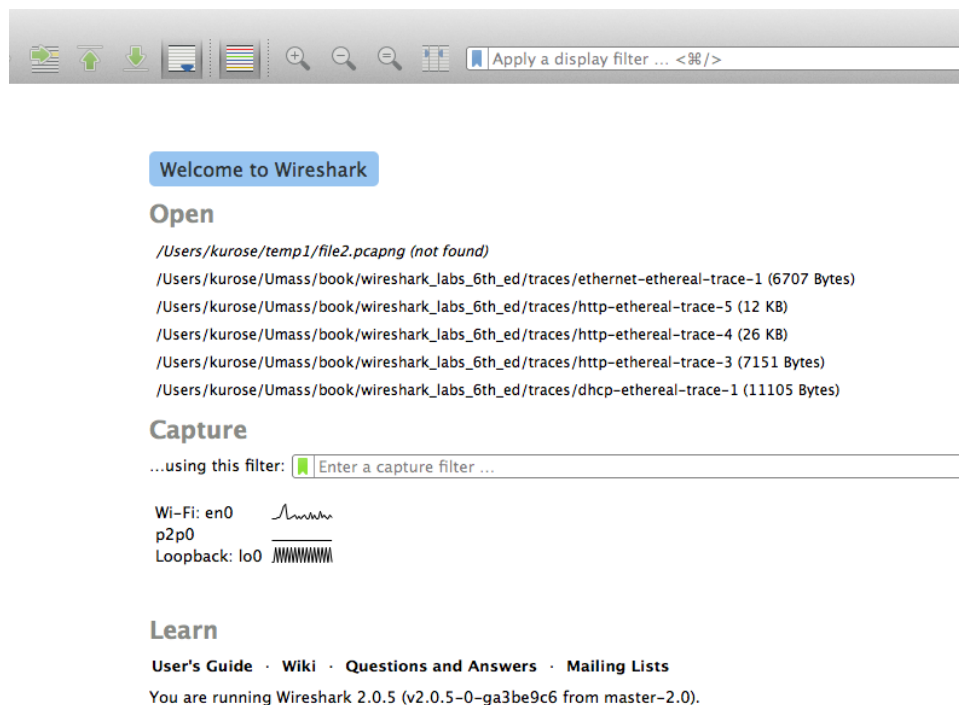 Apply a display filter ... <⌘/>
Welcome to Wireshark
Open
/Users/kurose/temp1/file2.pcapng (not found)
/Users/kurose/Umass/book/wireshark_labs_6th_ed/traces/ethernet-ethereal-trace-1 (6707 Bytes)
/Users/kurose/Umass/book/wireshark_labs_6th_ed/traces/http-ethereal-trace-5 (12 KB)
/Users/kurose/Umass/book/wireshark_labs_6th_ed/traces/http-ethereal-trace-4 (26 KB)
/Users/kurose/Umass/book/wireshark_labs_6th_ed/traces/http-ethereal-trace-3 (7151 Bytes)
/Users/kurose/Umass/book/wireshark_labs_6th_ed/traces/dhcp-ethereal-trace-1 (11105 Bytes)
Capture
...using this filter: Enter a capture filter ...
Wi-Fi: en0
p2p0
Loopback: lo0
Learn
User's Guide · Wiki · Questions and Answers · Mailing Lists
You are running Wireshark 2.0.5 (v2.0.5-0-ga3be9c6 from master-2.0).